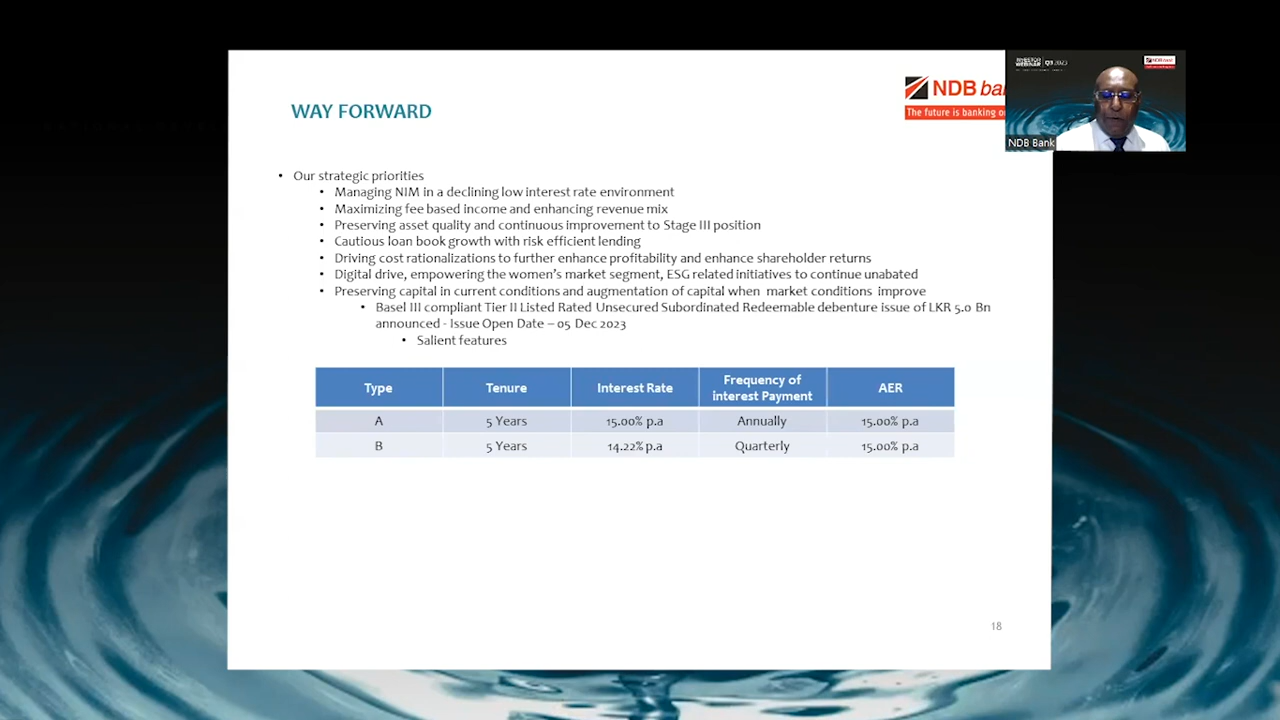 WAY FORWARD
NDB
The future is banking
INVESTOR
WEBINAR Q3 2023
NDB bank
NDB Bank
• Our strategic priorities
• Managing NIM in a declining low interest rate environment
• Maximizing fee based income and enhancing revenue mix
• Preserving asset quality and continuous improvement to Stage III position
• Cautious loan book growth with risk efficient lending
• Driving cost rationalizations to further enhance profitability and enhance shareholder returns
• Digital drive, empowering the women's market segment, ESG related initiatives to continue unabated
• Preserving capital in current conditions and augmentation of capital when market conditions improve
• Basel III compliant Tier II Listed Rated Unsecured Subordinated Redeemable debenture issue of LKR 5.0 Bn
announced - Issue Open Date – 05 Dec 2023
• Salient features
Type Tenure Interest Rate Frequency of interest Payment AER
A 5 Years 15.00% p.a Annually 15.00% p.a
B 5 Years 14.22% p.a Quarterly 15.00% p.a
18